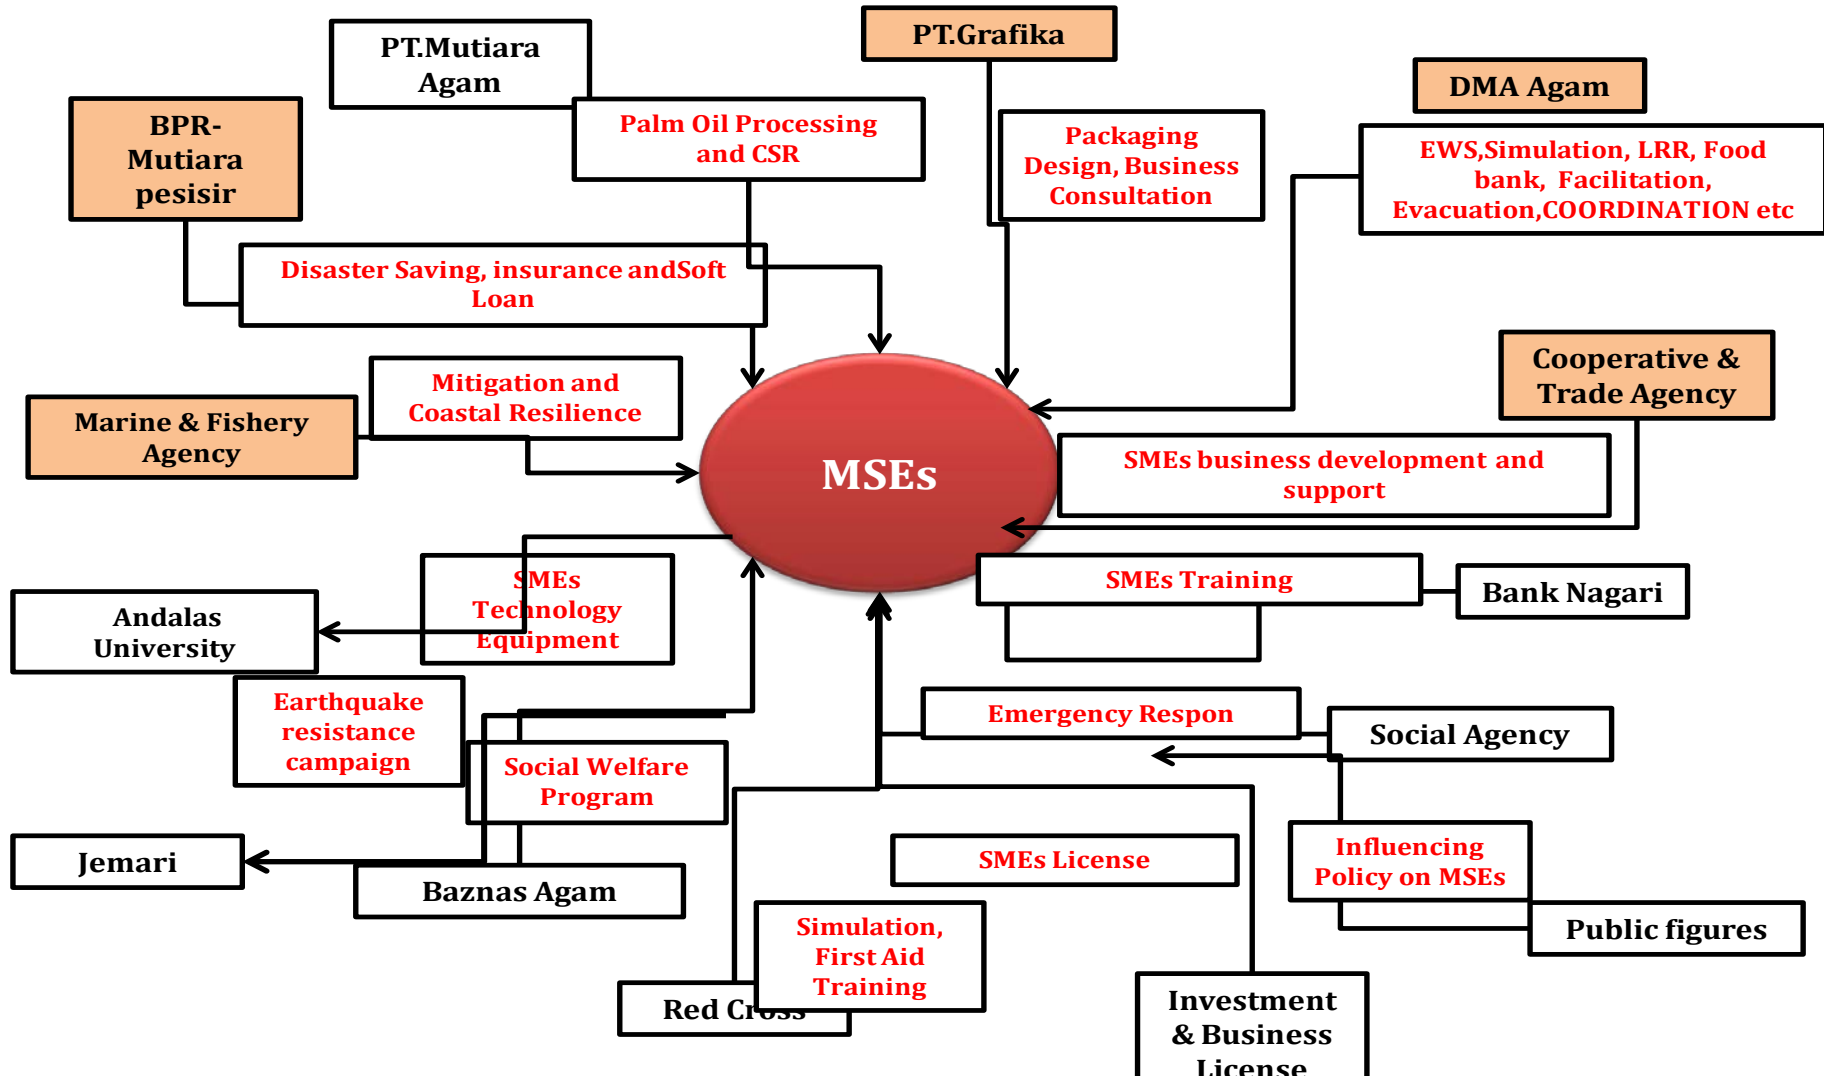 PT.Mutiara
Agam
PT.Grafika
DMA Agam
BPR-
Mutiara
pesisir
Palm Oil Processing
and CSR
Packaging
Design, Business
Consultation
EWS,Simulation, LRR, Food
bank, Facilitation,
Evacuation,COORDINATION etc
Disaster Saving, insurance andSoft
Loan
Cooperative &
Trade Agency
Mitigation and
Coastal Resilience
Marine & Fishery
Agency
MSEs
SMEs business development and
support
SMEs
Technology
Equipment
SMEs Training
Bank Nagari
Andalas
University
Earthquake
resistance
campaign
Emergency Respon
Social Agency
Social Welfare
Program
Jemari
Baznas Agam
SMEs License
Influencing
Policy on MSEs
Simulation,
First Aid
Training
Public figures
Red Cross
Investment
& Business
License